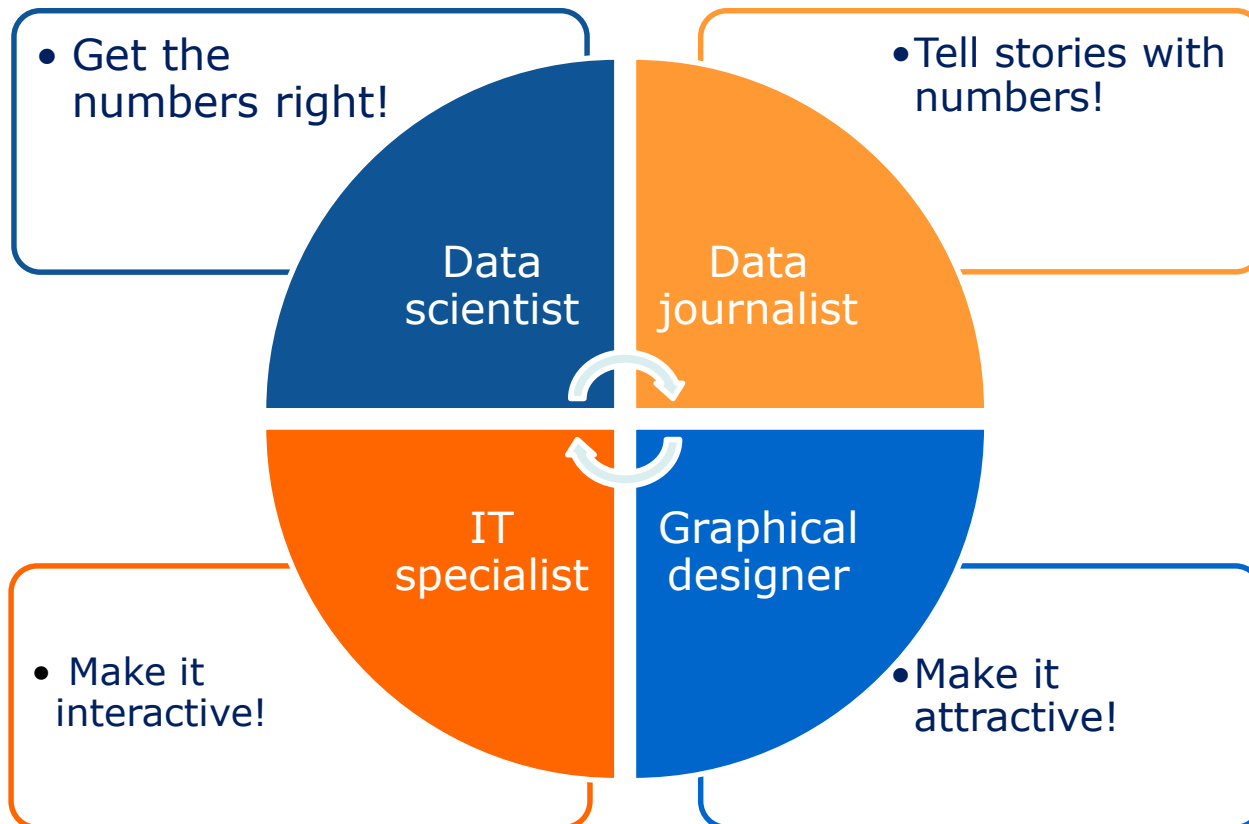 • Get the
numbers right!
•Tell stories with
numbers!
Data
scientist
Data
journalist
IT
specialist
Graphical
designer
• Make it
interactive!
•Make it
attractive!